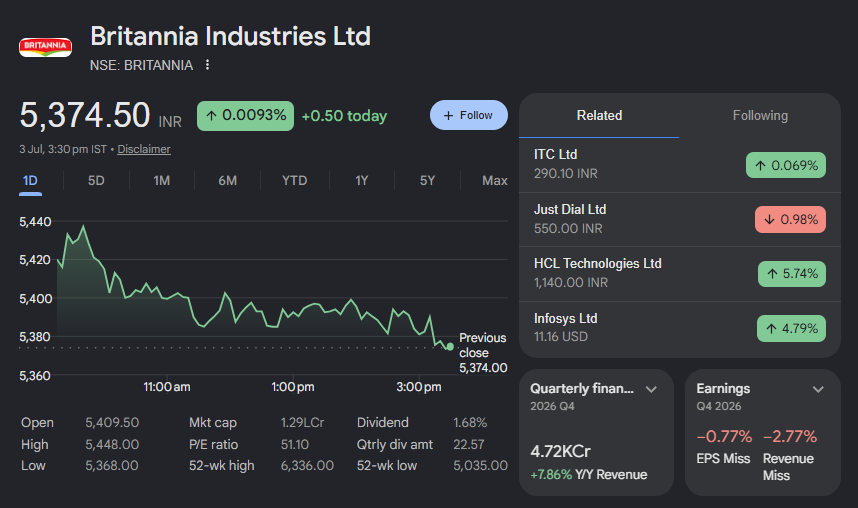 BRITANNIA
Britannia Industries Ltd
NSE: BRITANNIA
5,374.50 INR
↑ 0.0093%
+0.50 today
+ Follow
3 Jul, 3:30 pm IST • Disclaimer
1D 5D 1M 6M YTD 1Y 5Y Max
5,440
5,420
5,400
5,380
5,360
Previous
close
5,374.00
11:00 am 1:00 pm 3:00 pm
Open 5,409.50 Mkt cap 1.29LCr Dividend 1.68%
High 5,448.00 P/E ratio 51.10 Qtrly div amt 22.57
Low 5,368.00 52-wk high 6,336.00 52-wk low 5,035.00
Related Following
ITC Ltd
290.10 INR
↑ 0.069%
Just Dial Ltd
550.00 INR
↓ 0.98%
HCL Technologies Ltd
1,140.00 INR
↑ 5.74%
Infosys Ltd
11.16 USD
↑ 4.79%
Quarterly finan...
2026 Q4
4.72KCr
+7.86% Y/Y Revenue
Earnings
Q4 2026
−0.77% −2.77%
EPS Miss Revenue
Miss